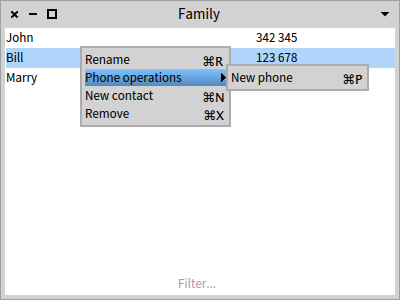 Family
John 342 345
Bill 123 678
Marry
Rename ⌘R
Phone operations
New contact ⌘N
Remove ⌘X
New phone ⌘P
Filter...